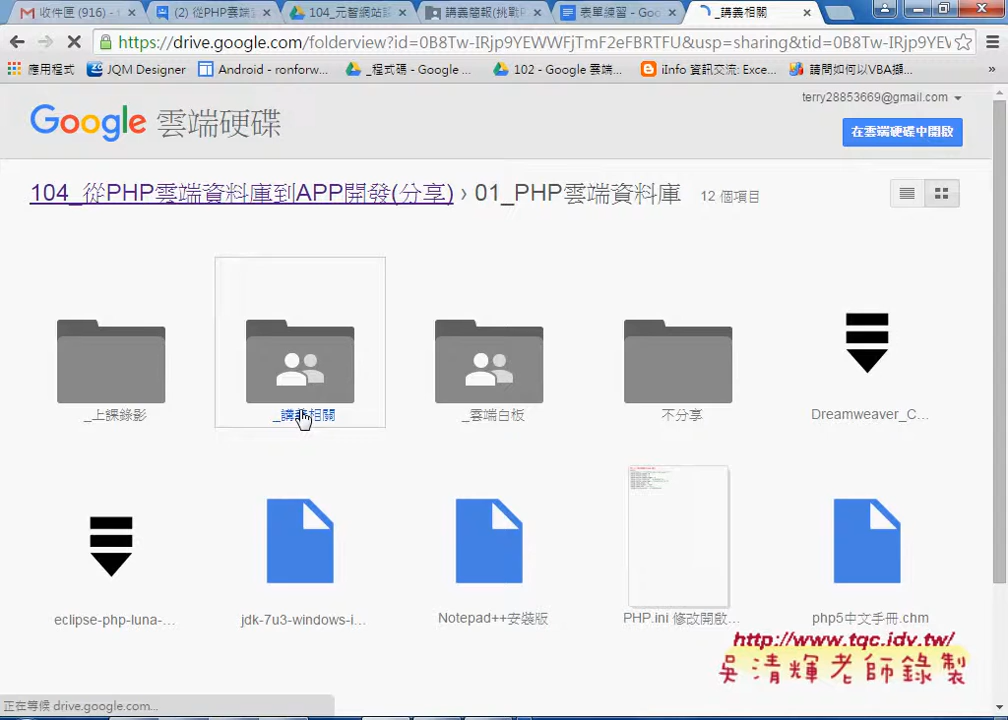 收件匣 (916) -
(2) 從PHP雲端
104_元智網站
講義簡報(挑戰
表單練習 - Goo
_講義相關
https://drive.google.com/folderview?id=0B8Tw-IRjp9YEWWFjTmF2eFBRTFU&usp=sharing&tid=0B8Tw-IRjp9YEWV
應用程式
JQM Designer
Android - ronforw...
_程式碼 - Google ...
102 - Google 雲端...
iInfo 資訊交流: Exce...
請問如何以VBA擷...
»
terry28853669@gmail.com
Google 雲端硬碟
在雲端硬碟中開啟
104_從PHP雲端資料庫到APP開發(分享) › 01_PHP雲端資料庫 12 個項目
_上課錄影
_講義相關
_雲端白板
不分享
Dreamweaver_C...
eclipse-php-luna-...
jdk-7u3-windows-i...
Notepad++安裝版
PHP.ini 修改開啟...
php5中文手冊.chm
http://www.tqc.idv.tw/
吳清輝老師錄製
正在等候 drive.google.com...